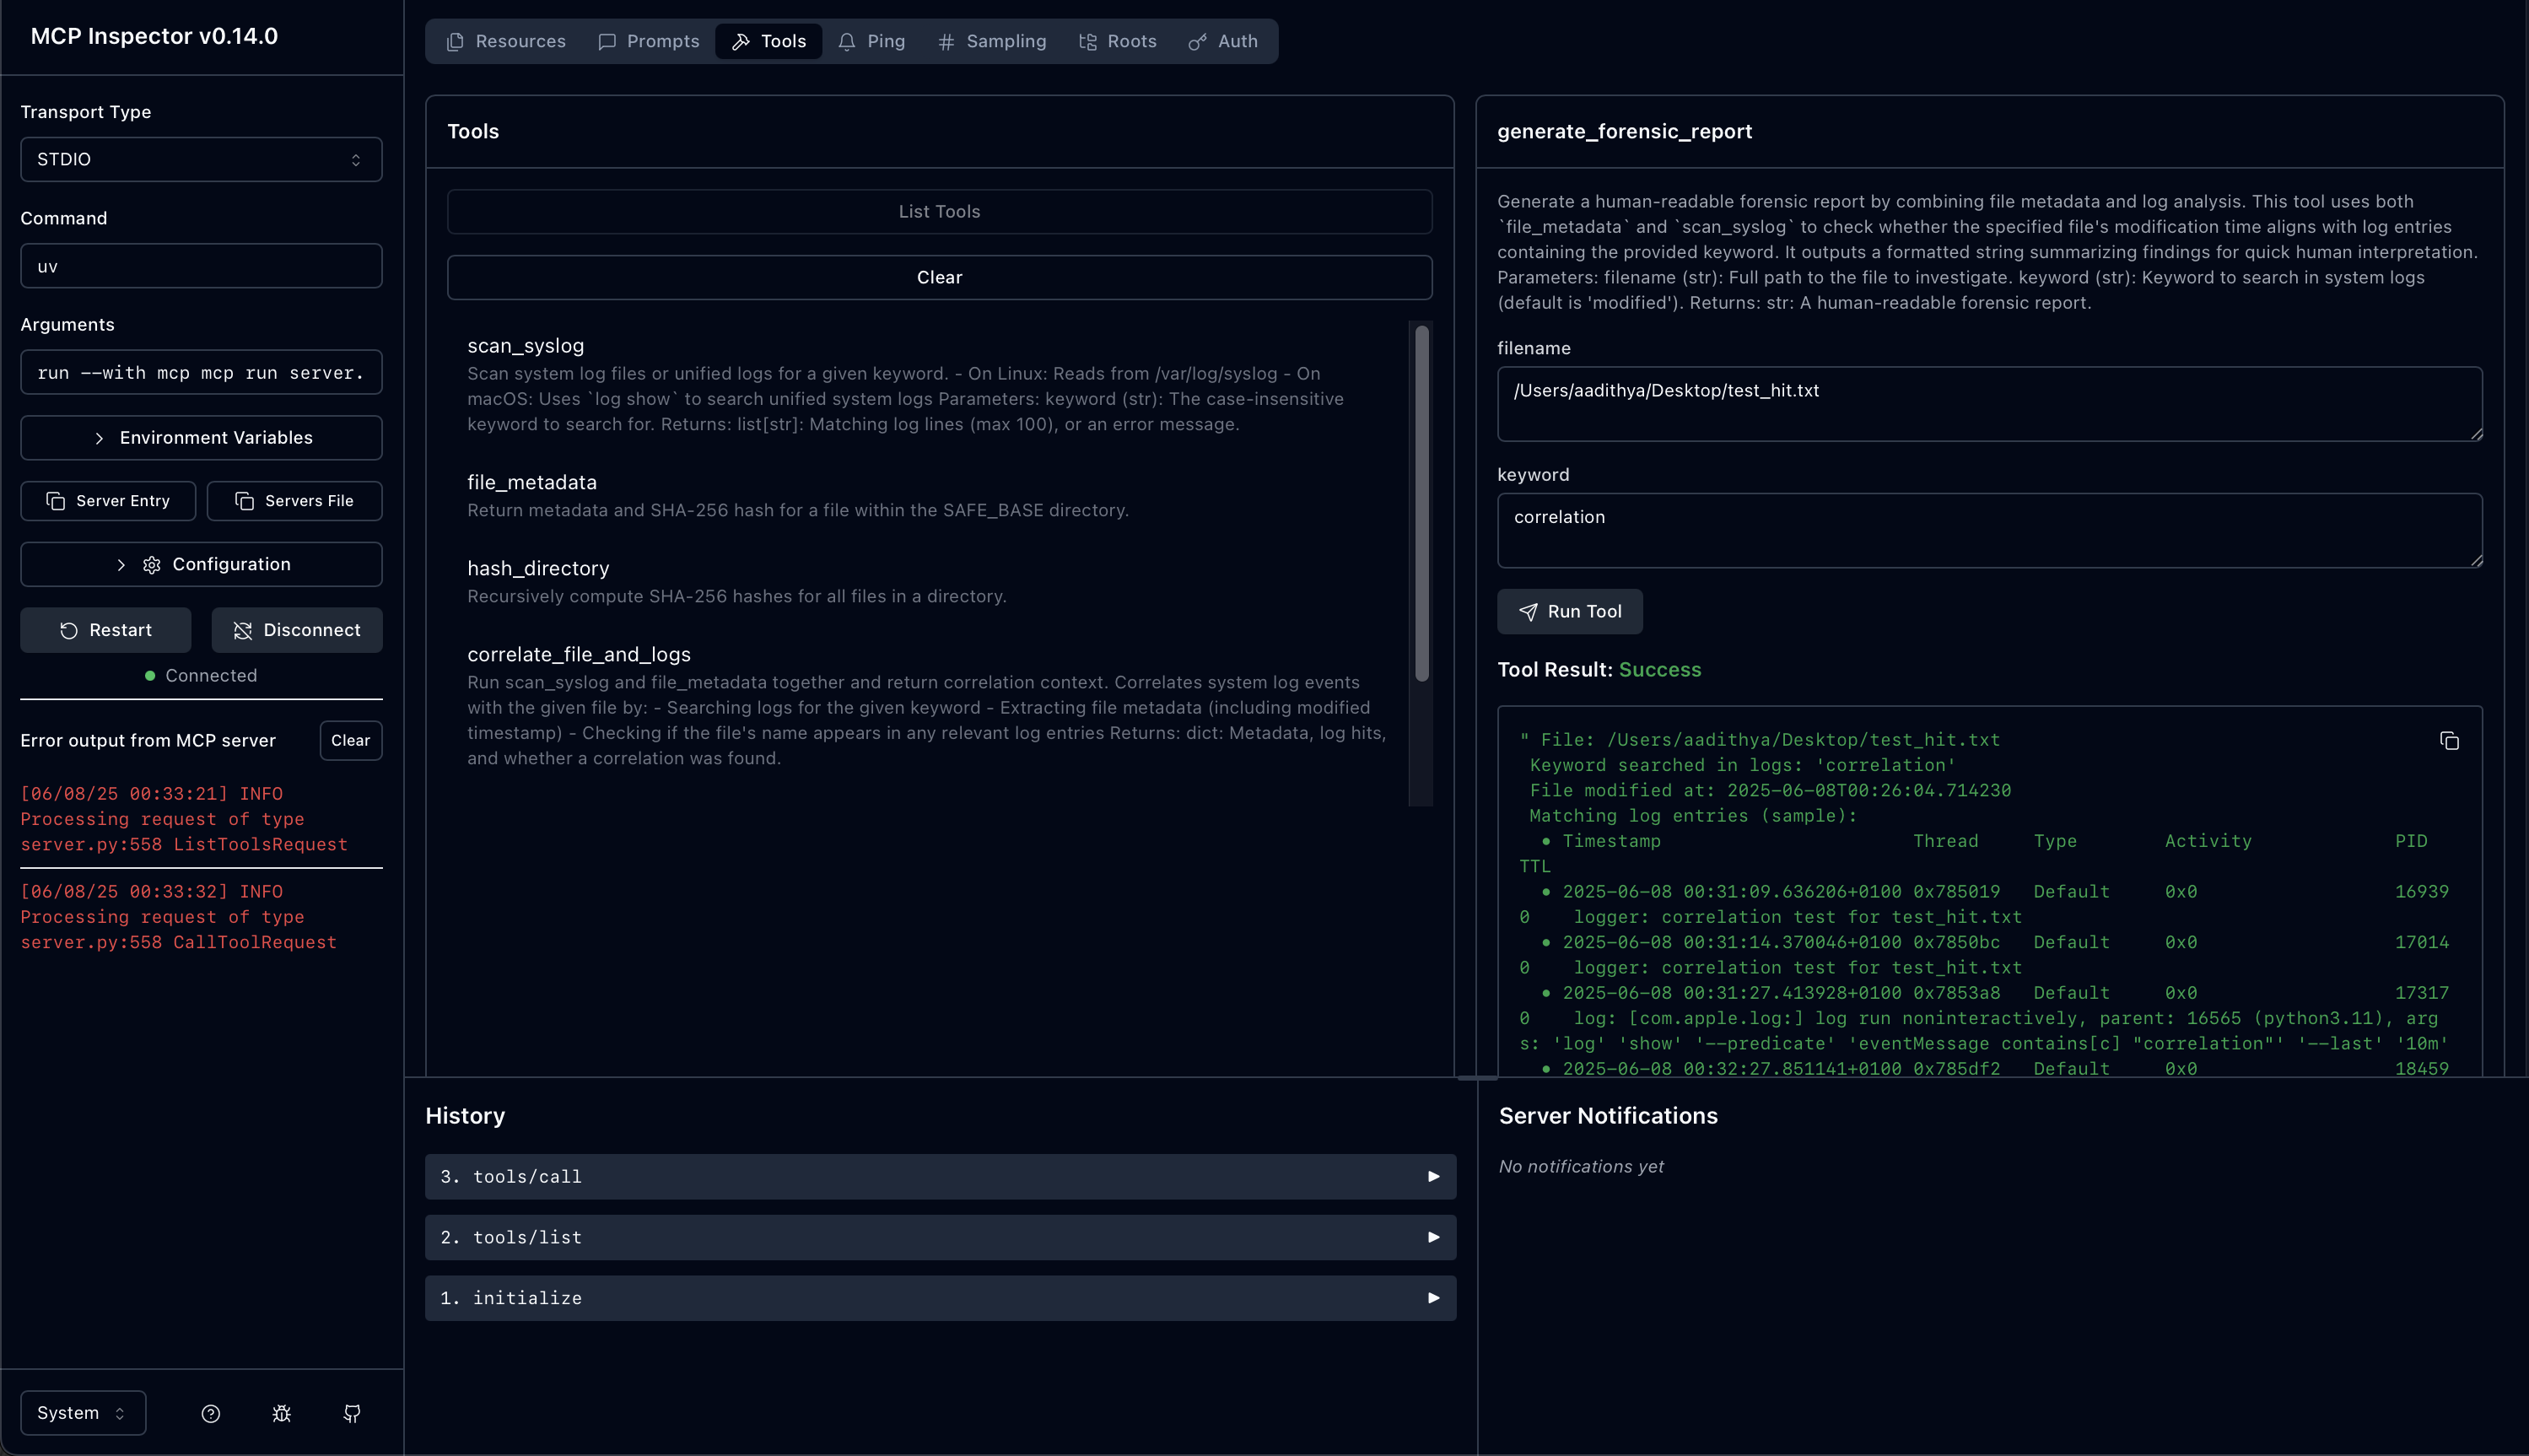 MCP Inspector v0.14.0
Transport Type
STDIO
Command
uv
Arguments
run --with mcp mcp run server.
Environment Variables
Server Entry
Servers File
Configuration
Restart
Disconnect
Connected
Error output from MCP server
Clear
[06/08/25 00:33:21] INFO
Processing request of type
server.py:558 ListToolsRequest
[06/08/25 00:33:32] INFO
Processing request of type
server.py:558 CallToolRequest
System
Resources
Prompts
Tools
Ping
Sampling
Roots
Auth
Tools
List Tools
Clear
scan_syslog
Scan system log files or unified logs for a given keyword. - On Linux: Reads from /var/log/syslog - On
macOS: Uses `log show` to search unified system logs Parameters: keyword (str): The case-insensitive
keyword to search for. Returns: list[str]: Matching log lines (max 100), or an error message.
file_metadata
Return metadata and SHA-256 hash for a file within the SAFE_BASE directory.
hash_directory
Recursively compute SHA-256 hashes for all files in a directory.
correlate_file_and_logs
Run scan_syslog and file_metadata together and return correlation context. Correlates system log events
with the given file by: - Searching logs for the given keyword - Extracting file metadata (including modified
timestamp) - Checking if the file's name appears in any relevant log entries Returns: dict: Metadata, log hits,
and whether a correlation was found.
generate_forensic_report
Generate a human-readable forensic report by combining file metadata and log analysis. This tool uses both
`file_metadata` and `scan_syslog` to check whether the specified file's modification time aligns with log entries
containing the provided keyword. It outputs a formatted string summarizing findings for quick human interpretation.
Parameters: filename (str): Full path to the file to investigate. keyword (str): Keyword to search in system logs
(default is 'modified'). Returns: str: A human-readable forensic report.
filename
/Users/aadithya/Desktop/test_hit.txt
keyword
correlation
Run Tool
Tool Result: Success
" File: /Users/aadithya/Desktop/test_hit.txt
Keyword searched in logs: 'correlation'
File modified at: 2025-06-08T00:26:04.714230
Matching log entries (sample):
• Timestamp Thread Type Activity PID
TTL
• 2025-06-08 00:31:09.636206+0100 0x785019 Default 0x0 16939
0 logger: correlation test for test_hit.txt
• 2025-06-08 00:31:14.370046+0100 0x7850bc Default 0x0 17014
0 logger: correlation test for test_hit.txt
• 2025-06-08 00:31:27.413928+0100 0x7853a8 Default 0x0 17317
0 log: [com.apple.log:] log run noninteractively, parent: 16565 (python3.11), arg
s: 'log' 'show' '--predicate' 'eventMessage contains[c] "correlation"' '--last' '10m'
• 2025-06-08 00:32:27.851141+0100 0x785df2 Default 0x0 18459
History
3. tools/call
2. tools/list
1. initialize
Server Notifications
No notifications yet